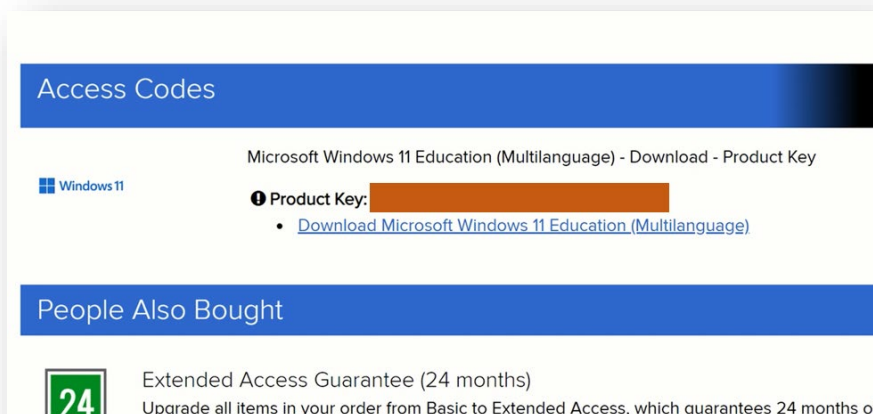 Access Codes
Microsoft Windows 11 Education (Multilanguage) - Download - Product Key
Windows 11
Product Key:
Download Microsoft Windows 11 Education (Multilanguage)
People Also Bought
24
Extended Access Guarantee (24 months)
Upgrade all items in your order from Basic to Extended Access, which guarantees 24 months o